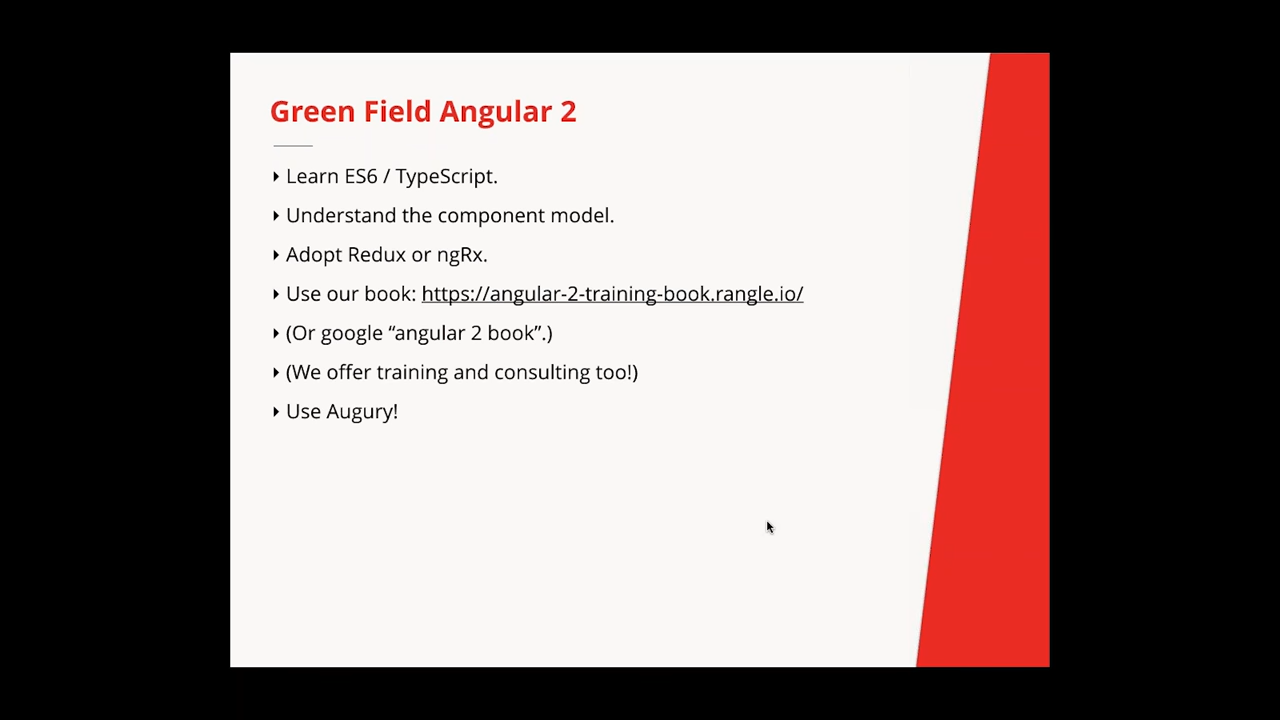 Green Field Angular 2
Learn ES6 / TypeScript.
Understand the component model.
Adopt Redux or ngRx.
Use our book: https://angular-2-training-book.rangle.io/
(Or google “angular 2 book”.)
(We offer training and consulting too!)
Use Augury!